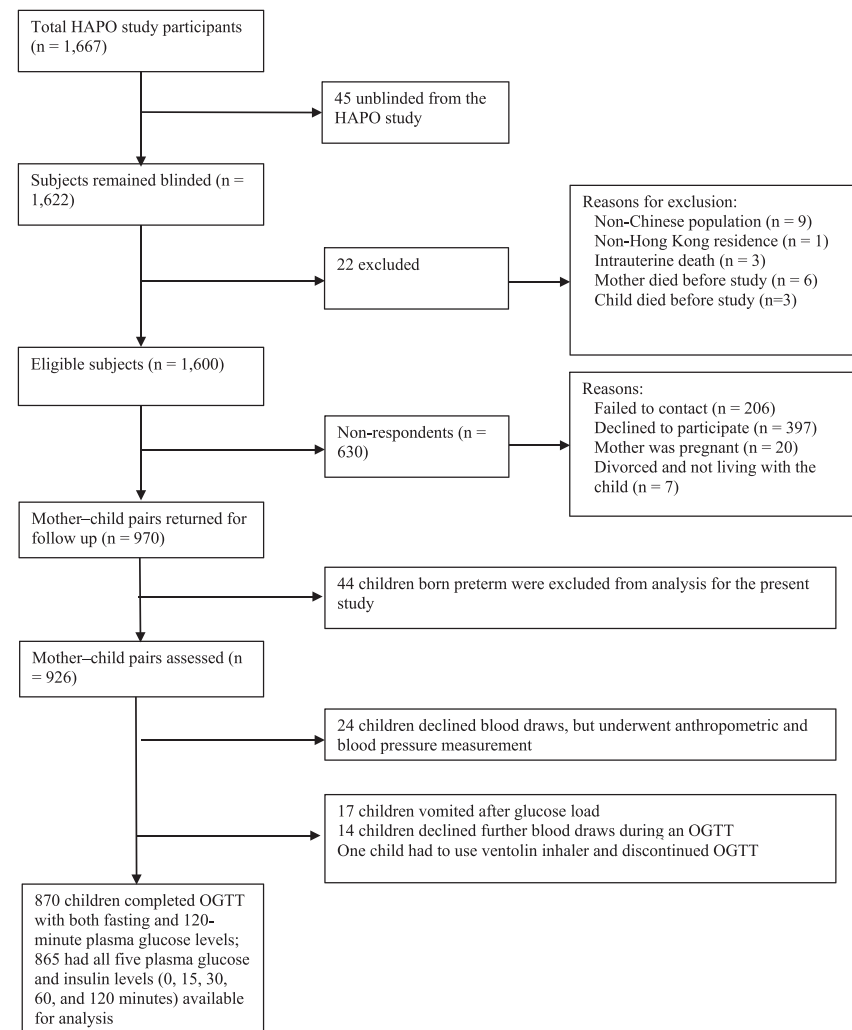 Total HAPO study participants
(n = 1,667)
45 unblinded from the
HAPO study
Subjects remained blinded (n =
1,622)
22 excluded
Reasons for exclusion:
Non-Chinese population (n = 9)
Non-Hong Kong residence (n = 1)
Intrauterine death (n = 3)
Mother died before study (n = 6)
Child died before study (n=3)
Eligible subjects (n = 1,600)
Non-respondents (n =
630)
Reasons:
Failed to contact (n = 206)
Declined to participate (n = 397)
Mother was pregnant (n = 20)
Divorced and not living with the
child (n = 7)
Mother–child pairs returned for
follow up (n = 970)
44 children born preterm were excluded from analysis for the present
study
Mother–child pairs assessed (n
= 926)
24 children declined blood draws, but underwent anthropometric and
blood pressure measurement
17 children vomited after glucose load
14 children declined further blood draws during an OGTT
One child had to use ventolin inhaler and discontinued OGTT
870 children completed OGTT
with both fasting and 120-
minute plasma glucose levels;
865 had all five plasma glucose
and insulin levels (0, 15, 30,
60, and 120 minutes) available
for analysis